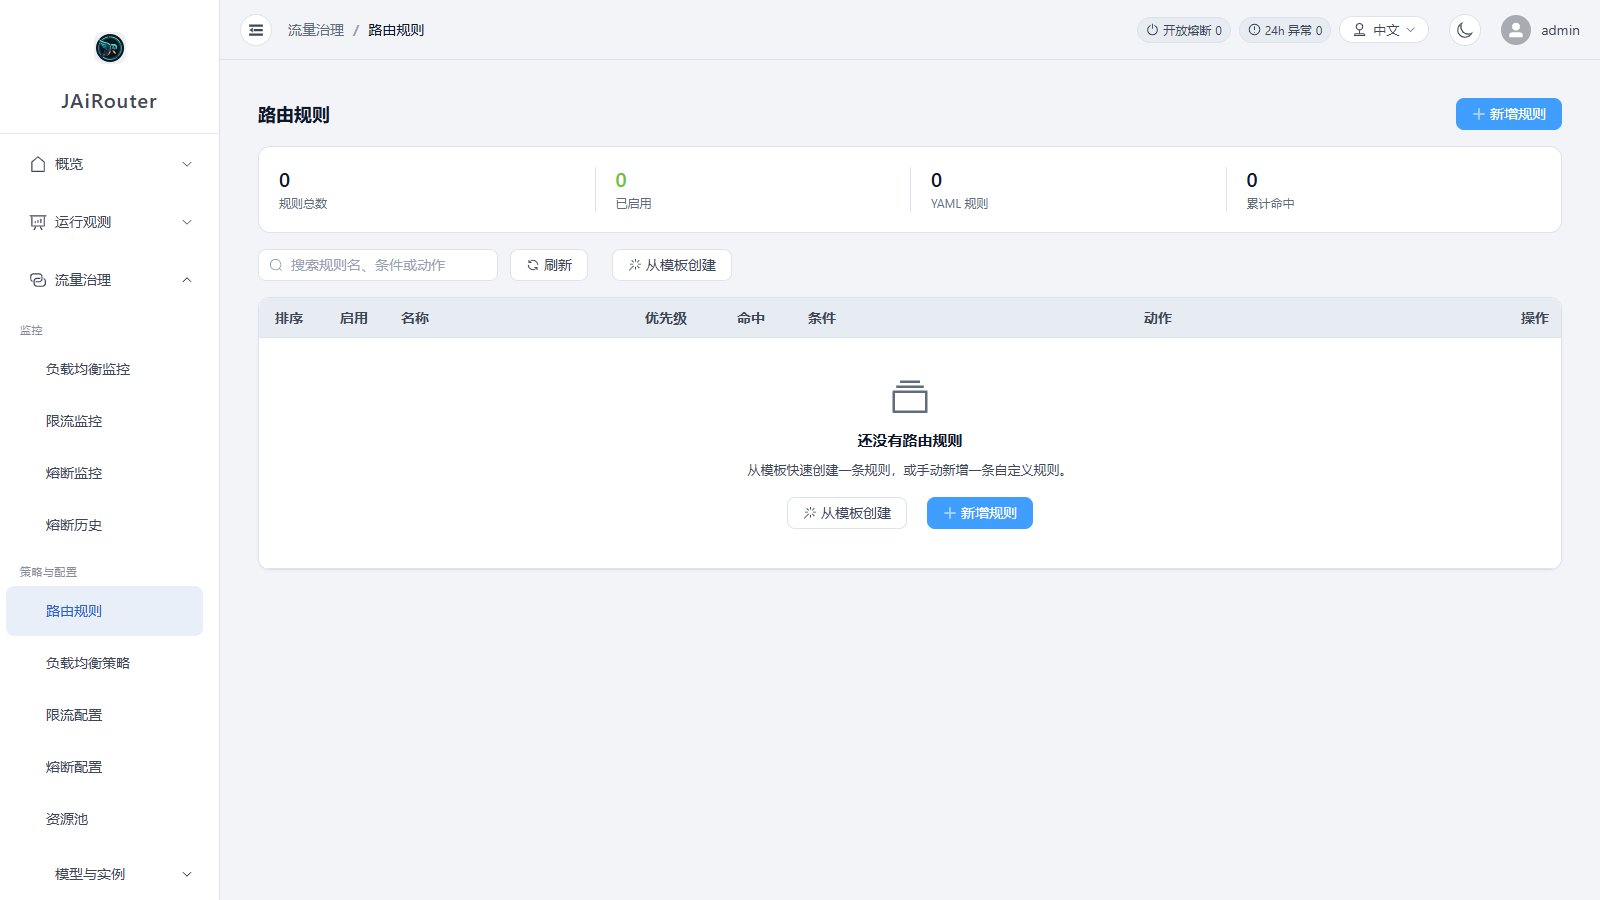 JAiRouter
概览
运行观测
流量治理
监控
负载均衡监控
限流监控
熔断监控
熔断历史
策略与配置
路由规则
负载均衡策略
限流配置
熔断配置
资源池
模型与实例
流量治理 / 路由规则
开放熔断 0
24h 异常 0
中文
admin
路由规则
新增规则
0
规则总数
0
已启用
0
YAML 规则
0
累计命中
搜索规则名、条件或动作
刷新
从模板创建
排序 启用 名称 优先级 命中 条件 动作 操作
还没有路由规则
从模板快速创建一条规则，或手动新增一条自定义规则。
从模板创建
新增规则